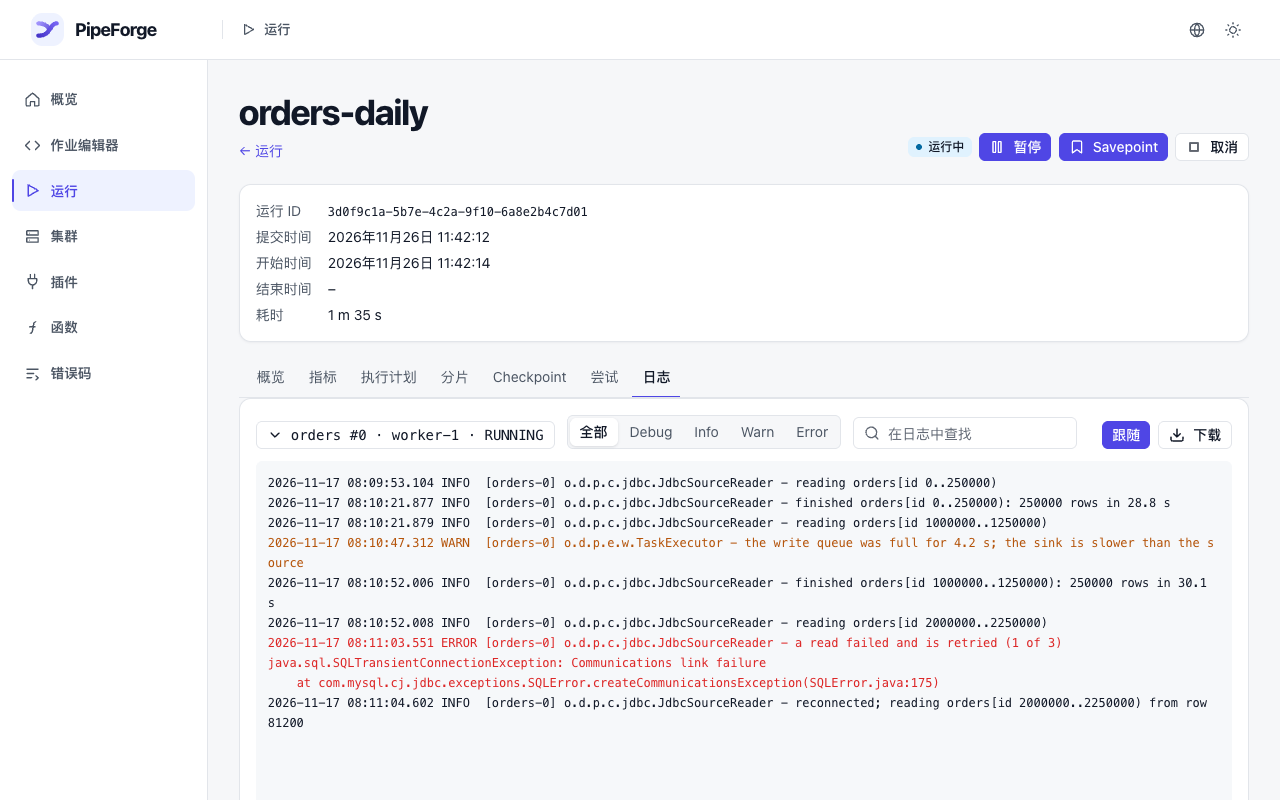 PipeForge
运行
概览
作业编辑器
运行
集群
插件
函数
错误码
orders-daily
← 运行
运行中
暂停
Savepoint
取消
运行 ID 3d0f9c1a-5b7e-4c2a-9f10-6a8e2b4c7d01
提交时间 2026年11月26日 11:42:12
开始时间 2026年11月26日 11:42:14
结束时间 –
耗时 1 m 35 s
概览 指标 执行计划 分片 Checkpoint 尝试 日志
orders #0 · worker-1 · RUNNING 全部 Debug Info Warn Error 在日志中查找 跟随 下载
2026-11-17 08:09:53.104 INFO  [orders-0] o.d.p.c.jdbc.JdbcSourceReader - reading orders[id 0..250000)
2026-11-17 08:10:21.877 INFO  [orders-0] o.d.p.c.jdbc.JdbcSourceReader - finished orders[id 0..250000): 250000 rows in 28.8 s
2026-11-17 08:10:21.879 INFO  [orders-0] o.d.p.c.jdbc.JdbcSourceReader - reading orders[id 1000000..1250000)
2026-11-17 08:10:47.312 WARN  [orders-0] o.d.p.e.w.TaskExecutor - the write queue was full for 4.2 s; the sink is slower than the s
ource
2026-11-17 08:10:52.006 INFO  [orders-0] o.d.p.c.jdbc.JdbcSourceReader - finished orders[id 1000000..1250000): 250000 rows in 30.1
s
2026-11-17 08:10:52.008 INFO  [orders-0] o.d.p.c.jdbc.JdbcSourceReader - reading orders[id 2000000..2250000)
2026-11-17 08:11:03.551 ERROR [orders-0] o.d.p.c.jdbc.JdbcSourceReader - a read failed and is retried (1 of 3)
java.sql.SQLTransientConnectionException: Communications link failure
    at com.mysql.cj.jdbc.exceptions.SQLError.createCommunicationsException(SQLError.java:175)
2026-11-17 08:11:04.602 INFO  [orders-0] o.d.p.c.jdbc.JdbcSourceReader - reconnected; reading orders[id 2000000..2250000) from row
81200